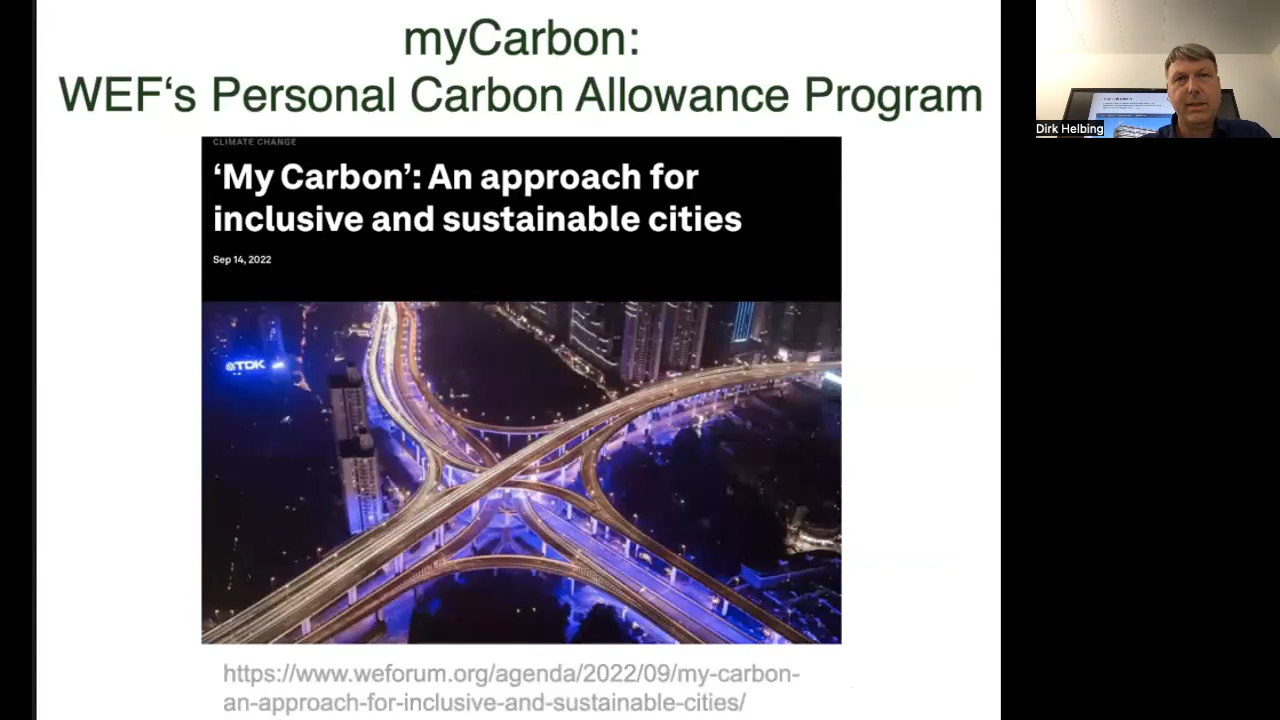 myCarbon:
WEF‘s Personal Carbon Allowance Program
CLIMATE CHANGE
‘My Carbon’: An approach for
inclusive and sustainable cities
Sep 14, 2022
TDK
https://www.weforum.org/agenda/2022/09/my-carbon-
an-approach-for-inclusive-and-sustainable-cities/
Dirk Helbing